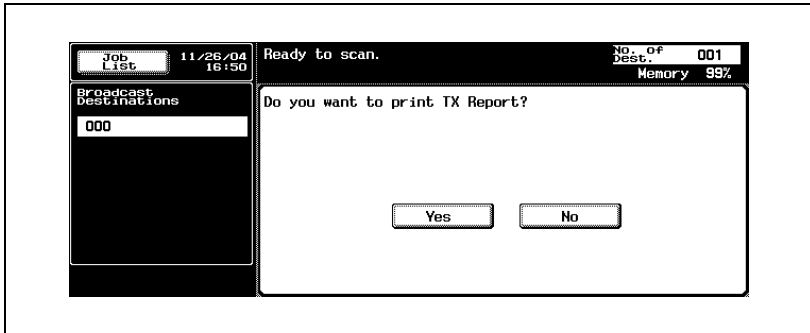 Job
List
11/26/04
16:50
Ready to scan.
No. of
Dest.
001
Memory 99%
Broadcast
Destinations
000
Do you want to print TX Report?
Yes
No